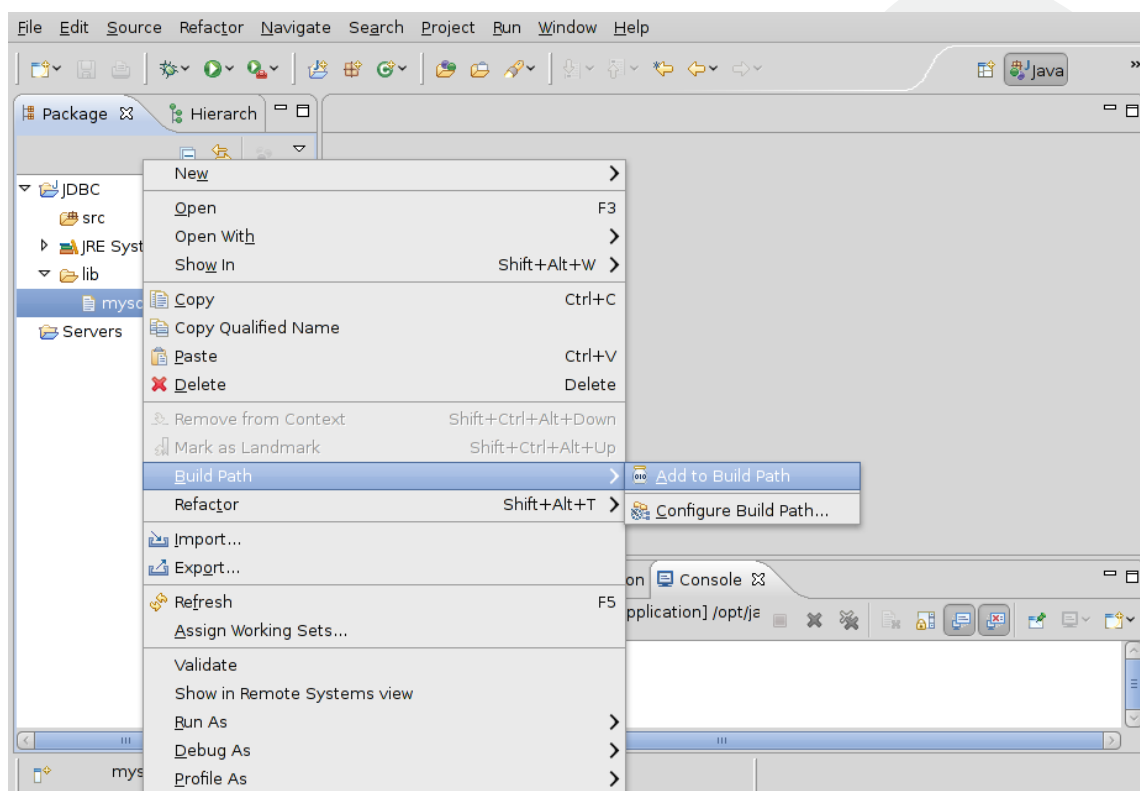 File Edit Source Refactor Navigate Search Project Run Window Help
Java »
Package Hierarch
JDBC
src
JRE Syst
lib
mysc
Servers
New
Open F3
Open With
Show In Shift+Alt+W
Copy Ctrl+C
Copy Qualified Name
Paste Ctrl+V
Delete Delete
Remove from Context Shift+Ctrl+Alt+Down
Mark as Landmark Shift+Ctrl+Alt+Up
Build Path
Add to Build Path
Refactor Shift+Alt+T
Configure Build Path...
Import...
Export...
on Console
Refresh F5
pplication] /opt/ja
Assign Working Sets...
Validate
Show in Remote Systems view
Run As
Debug As
mys
Profile As